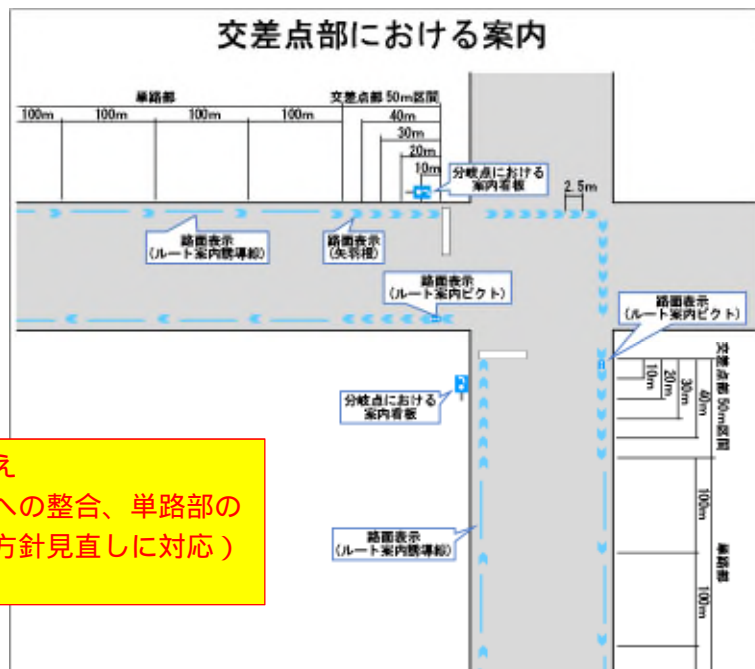 交差点部における案内
単路部
交差点部 50m区間
100m
100m
100m
100m
40m
30m
20m
10m
分岐点における
案内看板
2.5m
路面表示
(ルート案内誘導線)
路面表示
(矢羽根)
路面表示
(ルート案内ピクト)
路面表示
(ルート案内ピクト)
分岐点における
案内看板
交差点部 50m区間
10m
20m
30m
40m
え
への整合、単路部の
方針見直しに対応)
路面表示
(ルート案内誘導線)
100m
100m
単路部